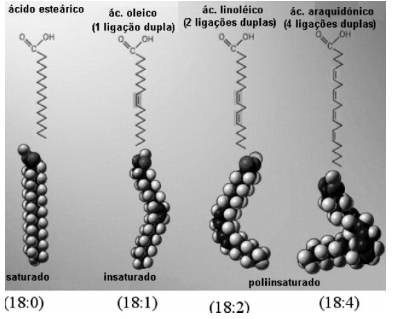 ácido esteárico
ác. oleico
(1 ligação dupla)
ác. linoléico
(2 ligações duplas)
ác. araquidónico
(4 ligações duplas)
O OH
O OH
O OH
O OH
saturado
insaturado
poliinsaturado
(18:0)
(18:1)
(18:2)
(18:4)